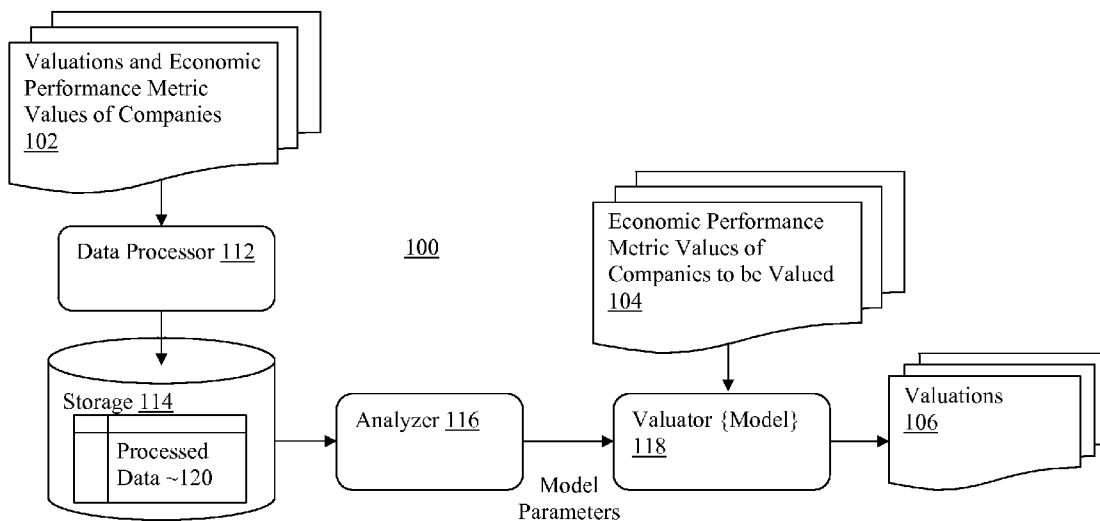 Valuations and Economic
Performance Metric
Values of Companies
102
Data Processor 112
100
Economic Performance
Metric Values of
Companies to be Valued
104
Storage 114
Processed
Data ~120
Analyzer 116
Model
Parameters
Valuator {Model}
118
Valuations
106